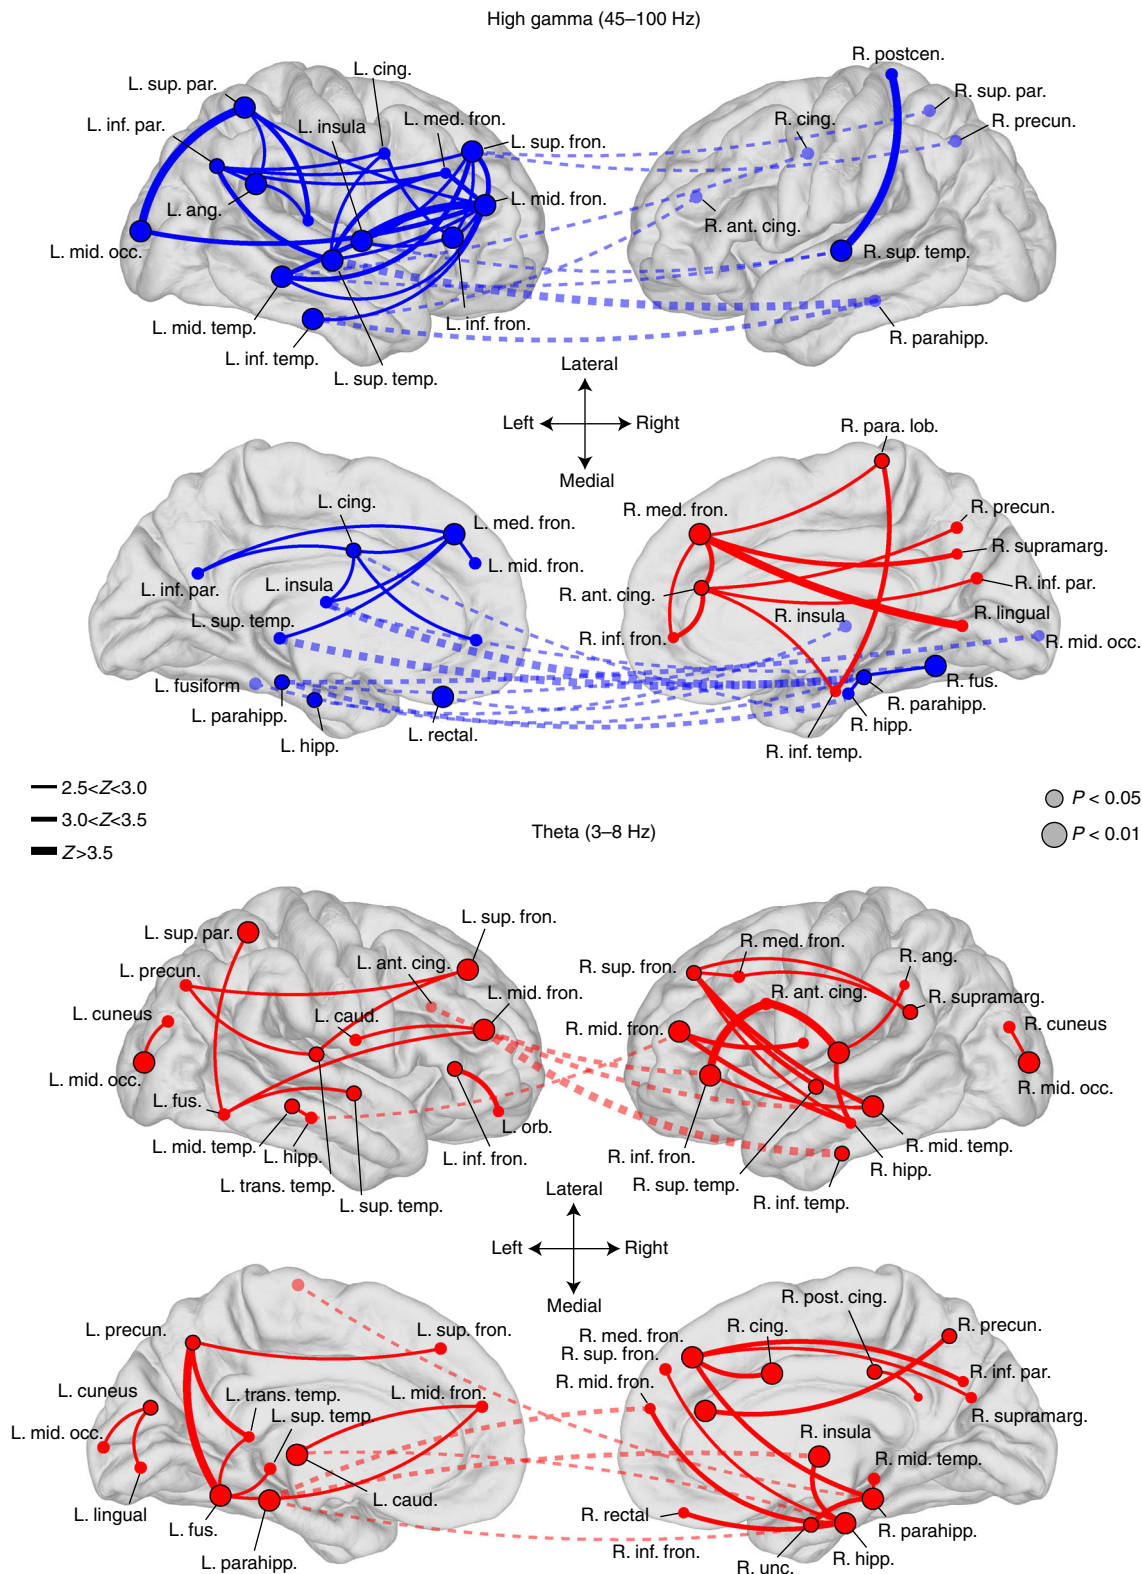 High gamma (45–100 Hz)
L. cing.
L. sup. par.
L. inf. par.
L. insula
L. med. fron.
L. sup. fron.
L. mid. fron.
L. ang.
L. mid. occ.
L. mid. temp.
L. inf. temp.
L. sup. temp.
L. inf. fron.
R. postcen.
R. sup. par.
R. cing.
R. precun.
R. ant. cing.
R. sup. temp.
R. parahipp.
Lateral
Left
Right
Medial
L. cing.
L. med. fron.
L. mid. fron.
L. inf. par.
L. insula
L. sup. temp.
L. fusiform
L. parahipp.
L. hipp.
L. rectal.
R. para. lob.
R. med. fron.
R. precun.
R. supramarg.
R. ant. cing.
R. inf. par.
R. insula
R. lingual
R. inf. fron.
R. mid. occ.
R. fus.
R. parahipp.
R. hipp.
R. inf. temp.
2.5<Z<3.0
3.0<Z<3.5
Z>3.5
P < 0.05
P < 0.01
Theta (3–8 Hz)
L. sup. fron.
L. sup. par.
L. ant. cing.
L. precun.
L. mid. fron.
L. cuneus
L. caud.
L. mid. occ.
L. fus.
L. orb.
L. mid. temp.
L. hipp.
L. inf. fron.
L. trans. temp.
L. sup. temp.
R. med. fron.
R. sup. fron.
R. ang.
R. ant. cing.
R. supramarg.
R. mid. fron.
R. cuneus
R. mid. occ.
R. mid. temp.
R. inf. fron.
R. hipp.
R. sup. temp.
R. inf. temp.
Lateral
Left
Right
Medial
L. precun.
L. sup. fron.
L. cuneus
L. trans. temp.
L. mid. fron.
L. sup. temp.
L. mid. occ.
L. lingual
L. caud.
L. fus.
L. parahipp.
R. post. cing.
R. precun.
R. cing.
R. med. fron.
R. sup. fron.
R. inf. par.
R. mid. fron.
R. supramarg.
R. insula
R. mid. temp.
R. rectal
R. parahipp.
R. inf. fron.
R. hipp.
R. unc.